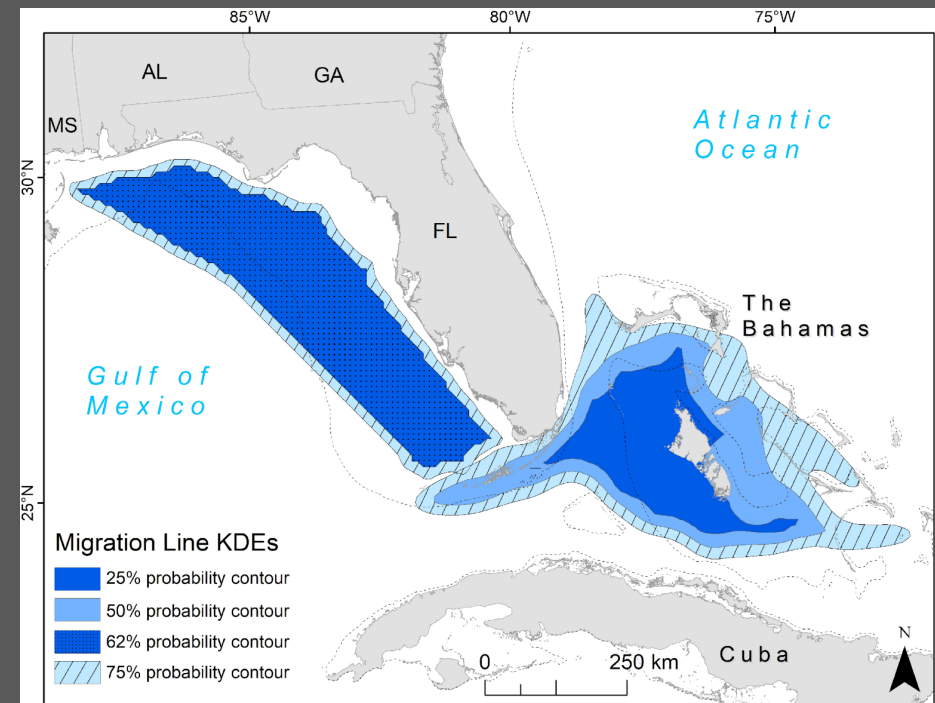 85°W
80°W
75°W
AL
GA
MS
Atlantic
Ocean
30°N
FL
The
Bahamas
Gulf of
Mexico
25°N
Migration Line KDEs
25% probability contour
50% probability contour
62% probability contour
75% probability contour
0
250 km
Cuba
N